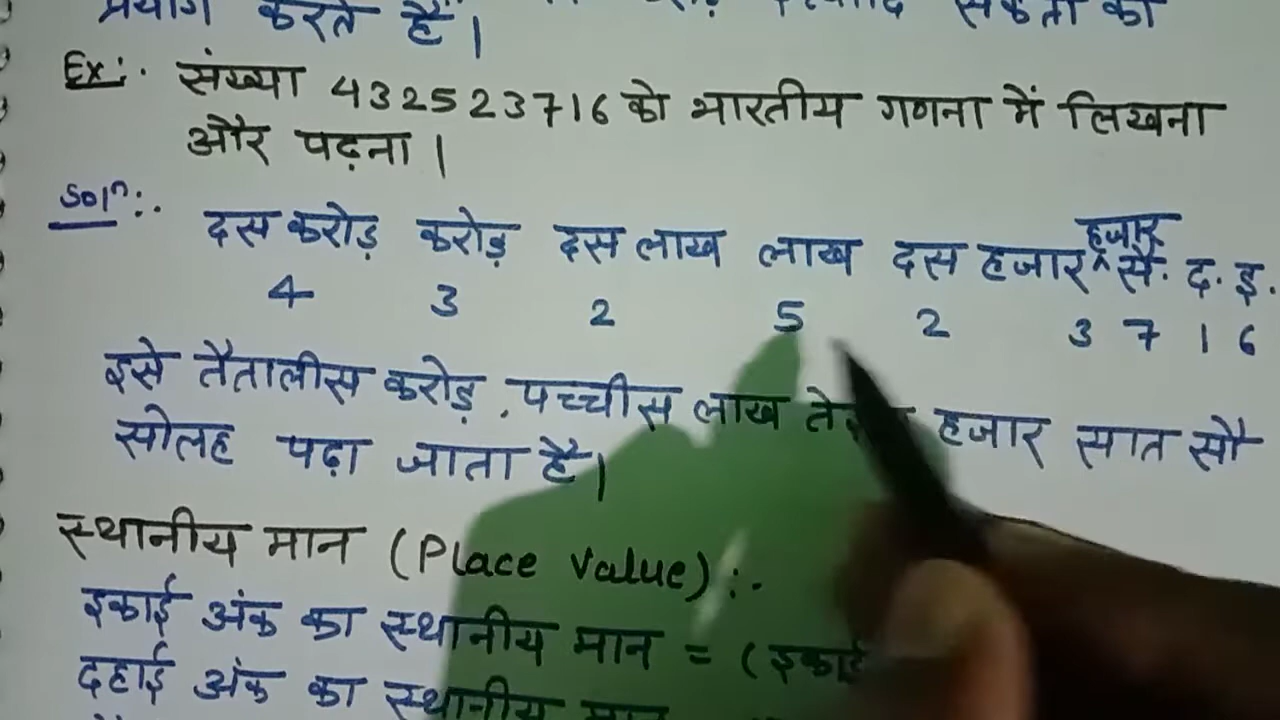 प्रयोग करते हैं।
Ex:. संख्या 432523716 को भारतीय गणना में लिखना
और पढ़ना।
Solⁿ:.
दस करोड़ करोड़ दस लाख लाख दस हजार हजार सै. द. इ.
4 3 2 5 2 3 7 1 6
इसे तैतालीस करोड़, पच्चीस लाख हजार सात सौ
सोलह पढ़ा जाता है।
स्थानीय मान (Place Value):.
इकाई अंक का स्थानीय मान = (इकाई
दहाई अंक का स्थानीय मान